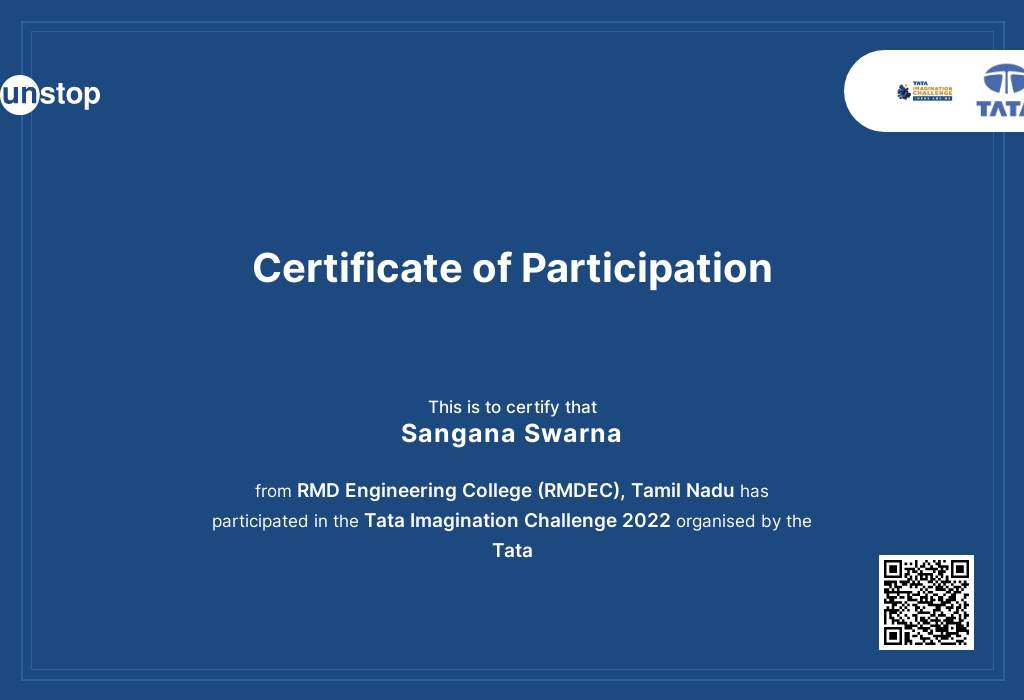 unstop
TATA
IMAGINATION
CHALLENGE
TATA
Certificate of Participation
This is to certify that
Sangana Swarna
from RMD Engineering College (RMDEC), Tamil Nadu has
participated in the Tata Imagination Challenge 2022 organised by the
Tata